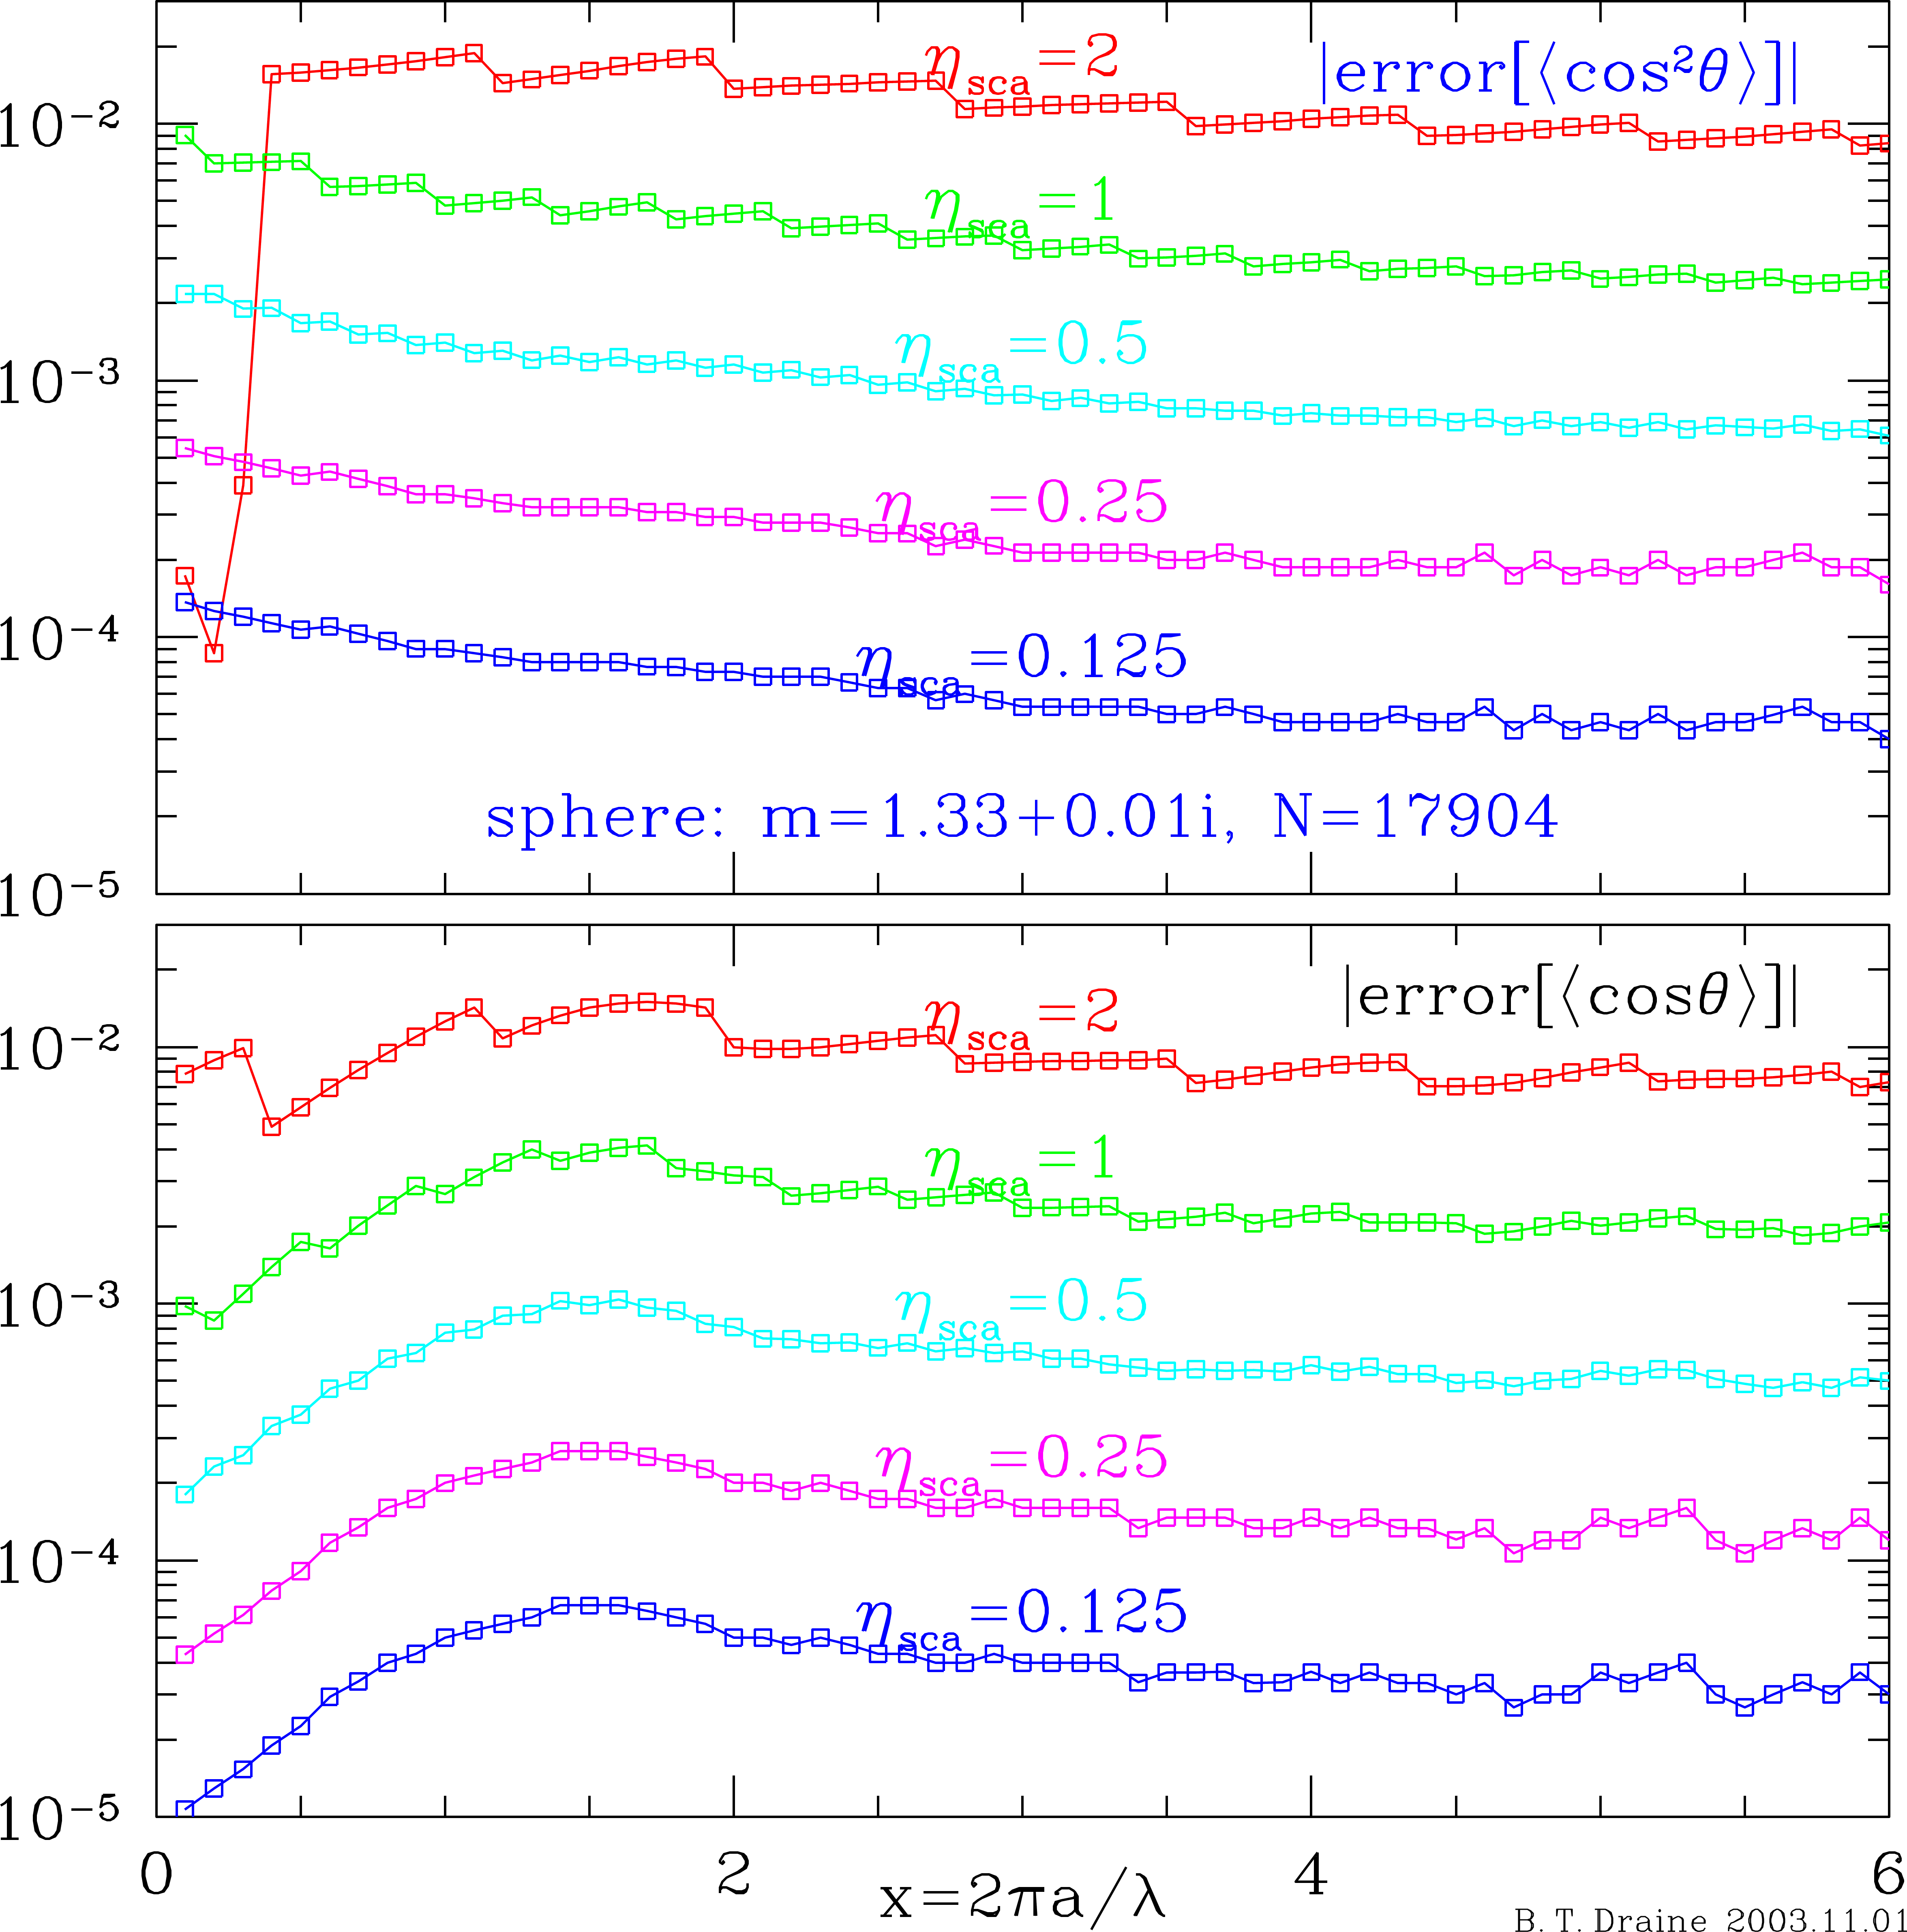 |error[⟨cos²θ⟩]|
η_sca=2
10⁻²
η_sca=1
η_sca=0.5
10⁻³
η_sca=0.25
10⁻⁴
η_sca=0.125
sphere: m=1.33+0.01i, N=17904
10⁻⁵
|error[⟨cosθ⟩]|
η_sca=2
10⁻²
η_sca=1
10⁻³
η_sca=0.5
η_sca=0.25
10⁻⁴
η_sca=0.125
10⁻⁵
0 2 4 6
x=2πa/λ
B. T. Draine 2003.11.01